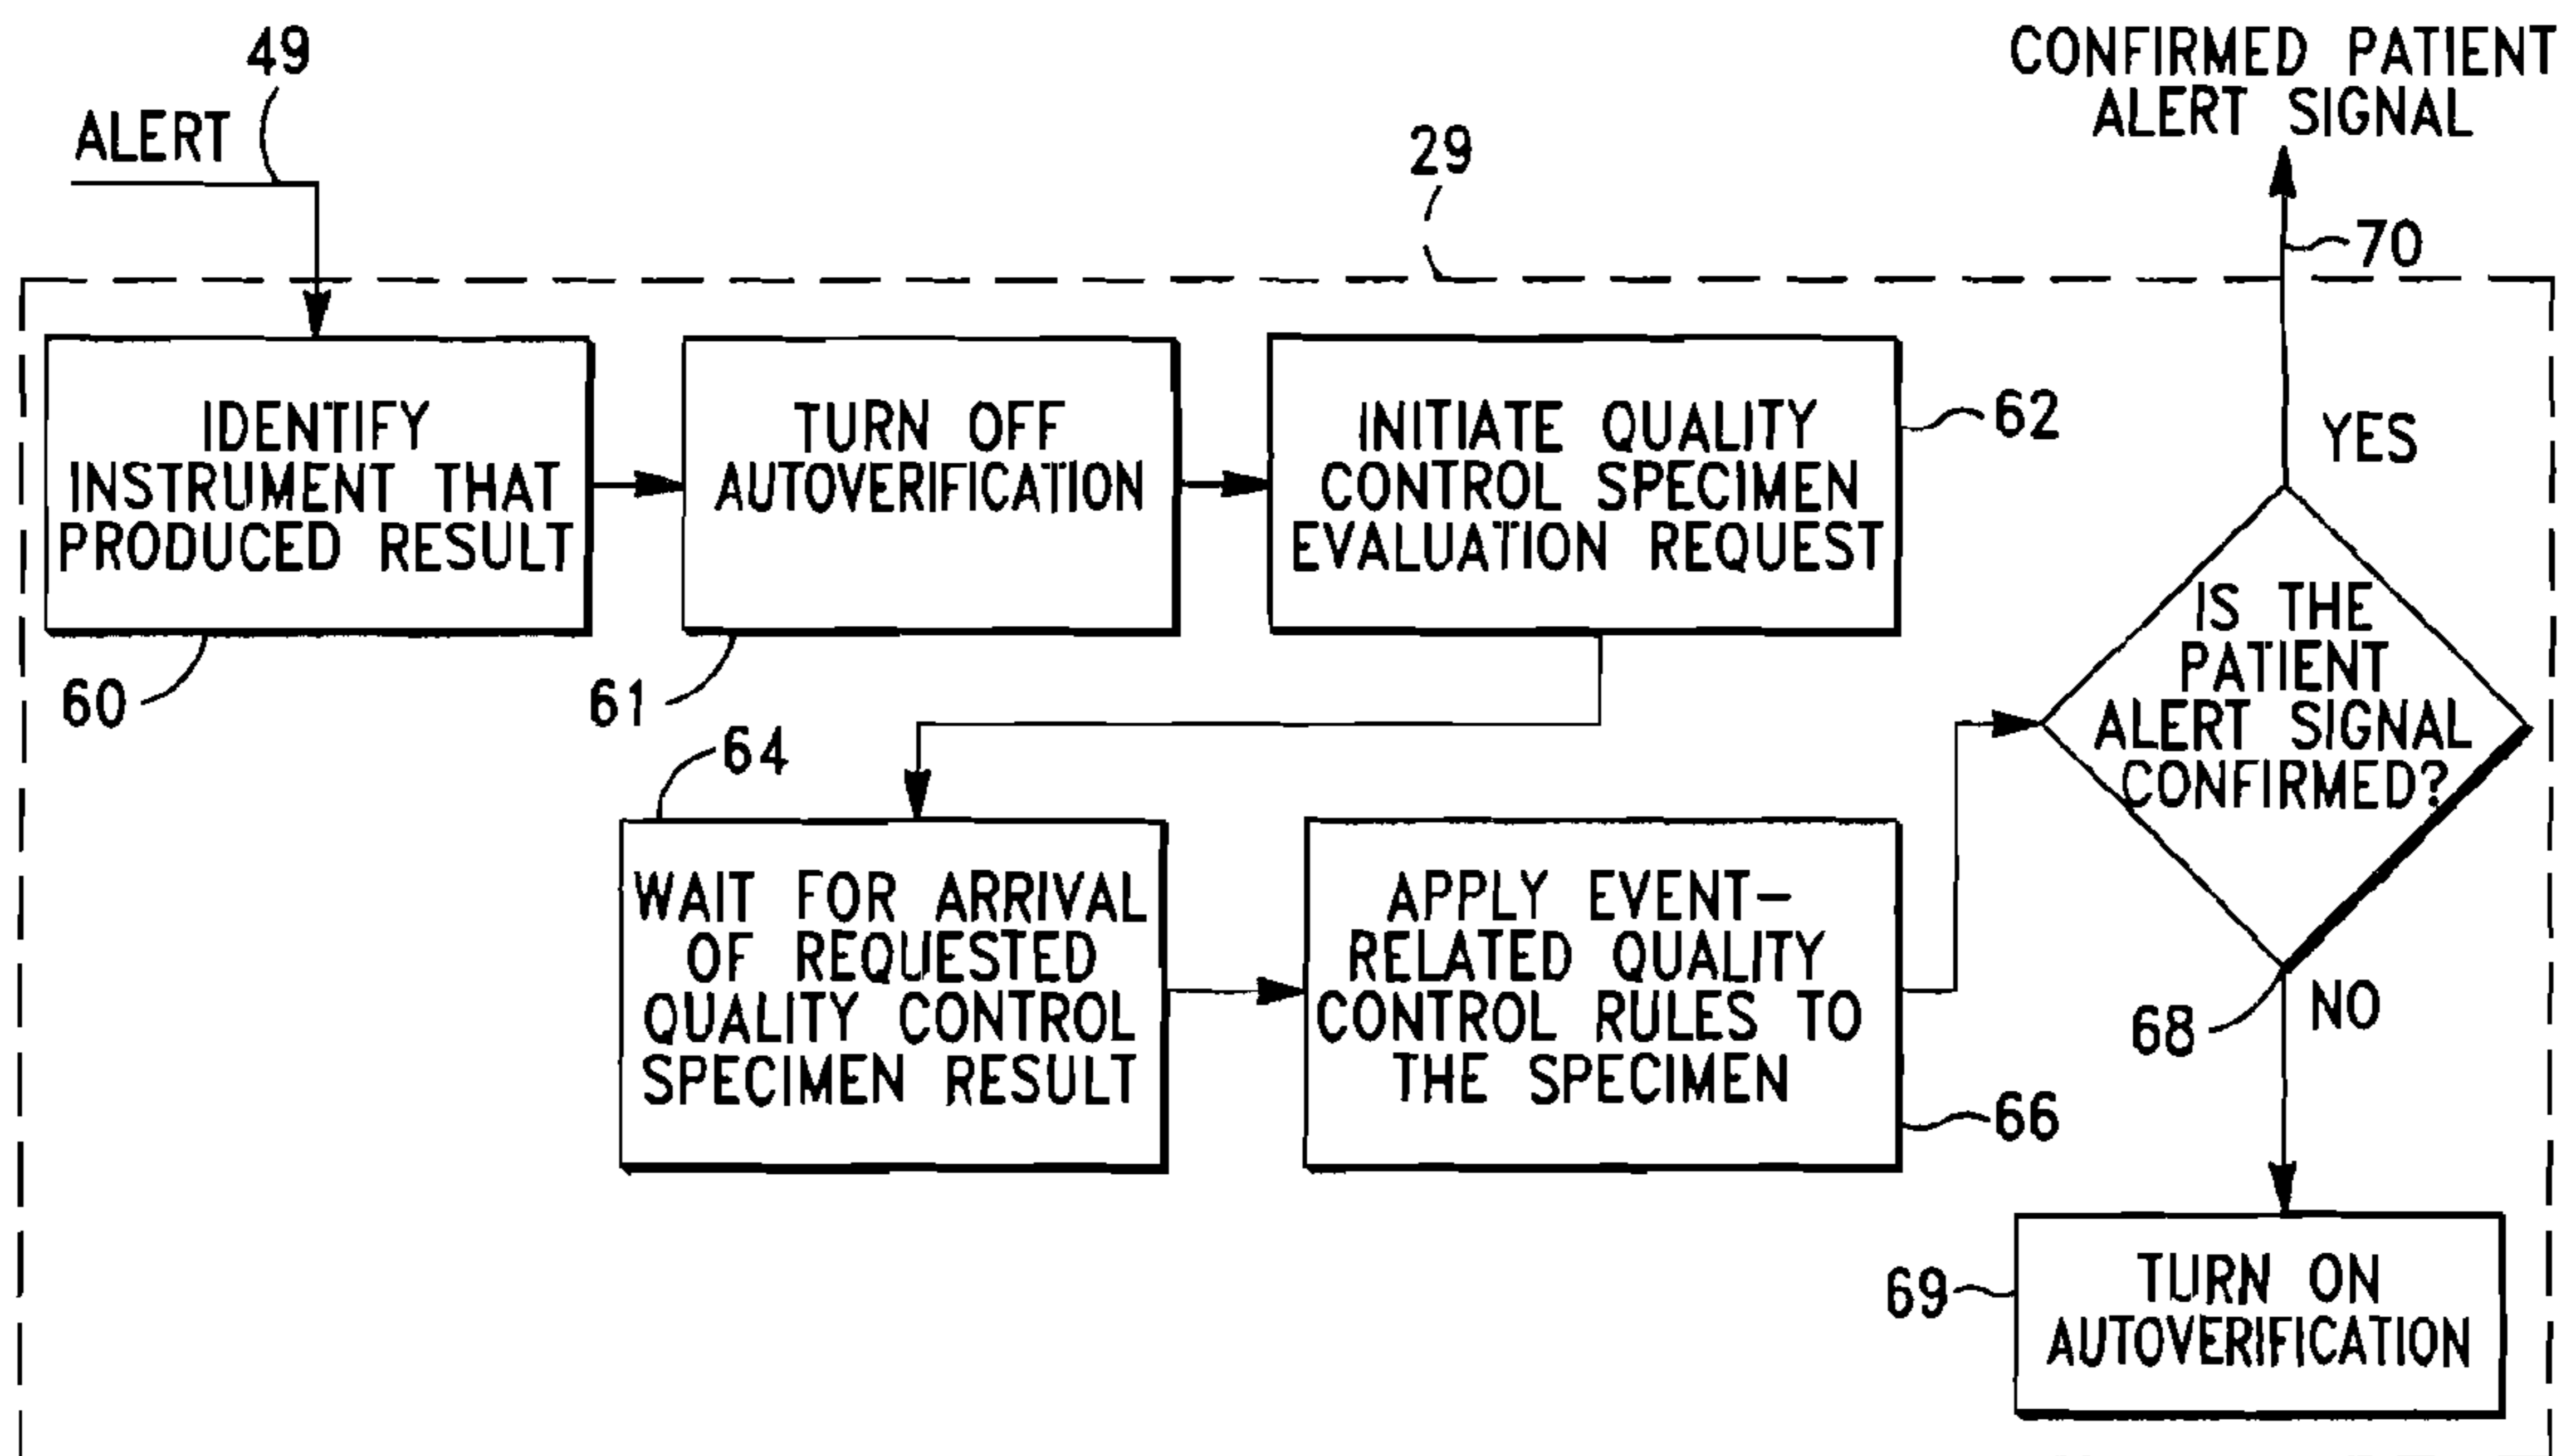 49
ALERT
CONFIRMED PATIENT
ALERT SIGNAL
29
70
IDENTIFY
INSTRUMENT THAT
PRODUCED RESULT
60
TURN OFF
AUTOVERIFICATION
61
INITIATE QUALITY
CONTROL SPECIMEN
EVALUATION REQUEST
62
YES
IS THE
PATIENT
ALERT SIGNAL
CONFIRMED?
64
WAIT FOR ARRIVAL
OF REQUESTED
QUALITY CONTROL
SPECIMEN RESULT
APPLY EVENT-
RELATED QUALITY
CONTROL RULES TO
THE SPECIMEN
66
68
NO
69
TURN ON
AUTOVERIFICATION